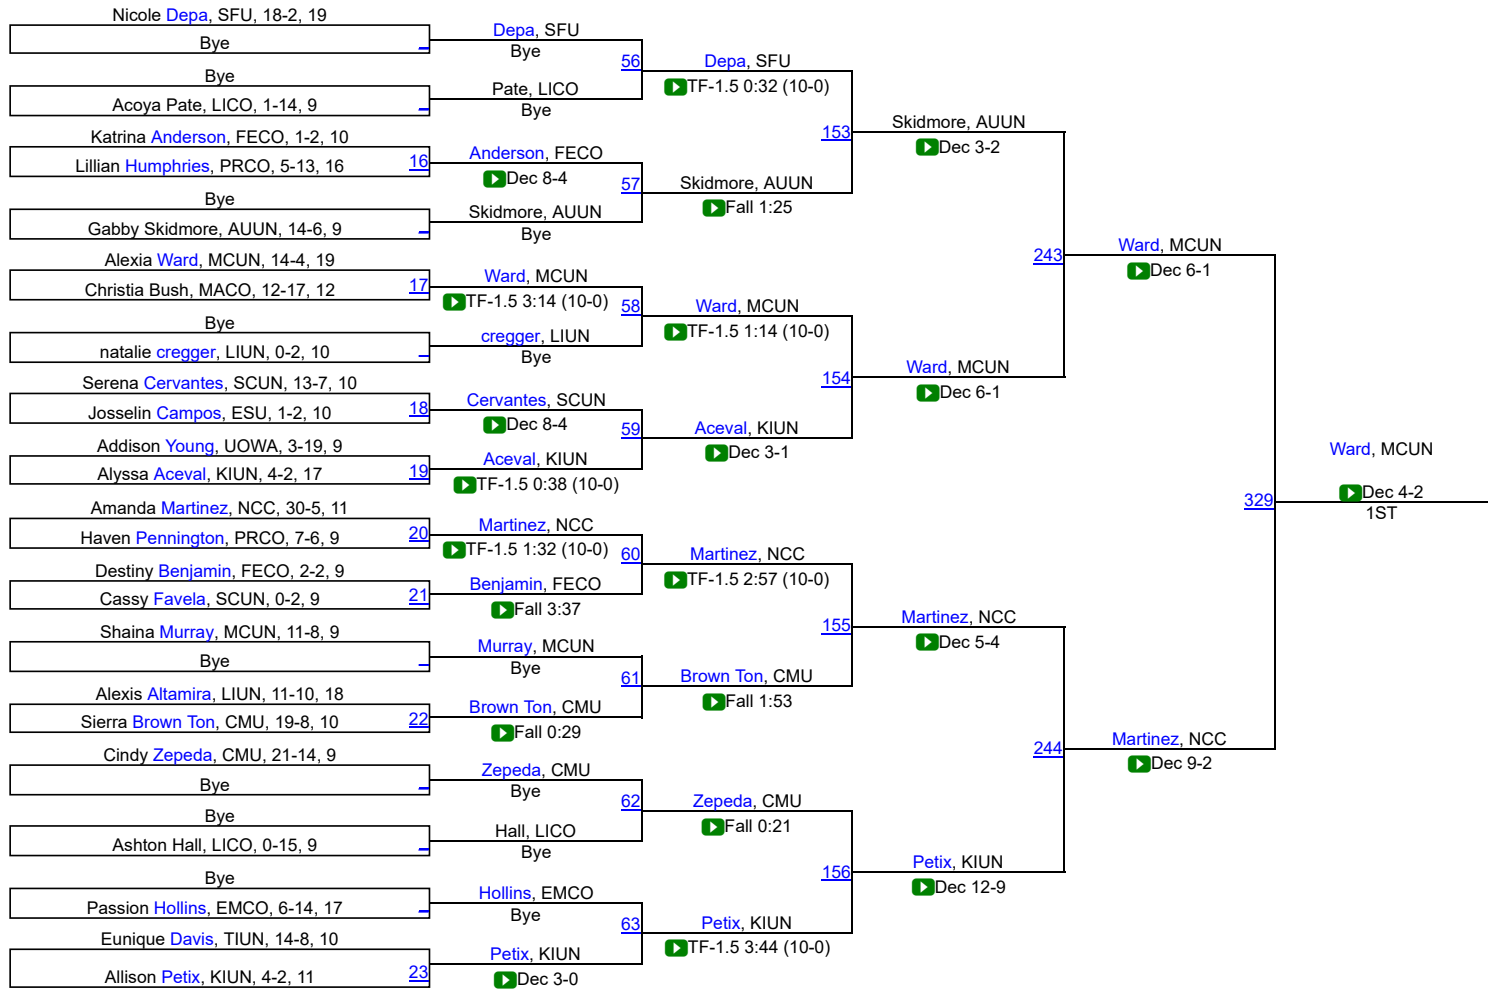 Nicole Depa, SFU, 18-2, 19
Bye
Bye
Acoya Pate, LICO, 1-14, 9
Katrina Anderson, FECO, 1-2, 10
Lillian Humphries, PRCO, 5-13, 16
16
Bye
Gabby Skidmore, AUUN, 14-6, 9
Alexia Ward, MCUN, 14-4, 19
Christia Bush, MACO, 12-17, 12
17
Bye
natalie cregger, LIUN, 0-2, 10
Serena Cervantes, SCUN, 13-7, 10
Josselin Campos, ESU, 1-2, 10
18
Addison Young, UOWA, 3-19, 9
Alyssa Aceval, KIUN, 4-2, 17
19
Amanda Martinez, NCC, 30-5, 11
Haven Pennington, PRCO, 7-6, 9
20
Destiny Benjamin, FECO, 2-2, 9
Cassy Favela, SCUN, 0-2, 9
21
Shaina Murray, MCUN, 11-8, 9
Bye
Alexis Altamira, LIUN, 11-10, 18
Sierra Brown Ton, CMU, 19-8, 10
22
Cindy Zepeda, CMU, 21-14, 9
Bye
Bye
Ashton Hall, LICO, 0-15, 9
Bye
Passion Hollins, EMCO, 6-14, 17
Eunique Davis, TIUN, 14-8, 10
Allison Petix, KIUN, 4-2, 11
23
Depa, SFU
Bye
56
Pate, LICO
Bye
Anderson, FECO
Dec 8-4
57
Skidmore, AUUN
Bye
Ward, MCUN
TF-1.5 3:14 (10-0)
58
cregger, LIUN
Bye
Cervantes, SCUN
Dec 8-4
59
Aceval, KIUN
TF-1.5 0:38 (10-0)
Martinez, NCC
TF-1.5 1:32 (10-0)
60
Benjamin, FECO
Fall 3:37
Murray, MCUN
Bye
61
Brown Ton, CMU
Fall 0:29
Zepeda, CMU
Bye
62
Hall, LICO
Bye
Hollins, EMCO
Bye
63
Petix, KIUN
Dec 3-0
Depa, SFU
TF-1.5 0:32 (10-0)
153
Skidmore, AUUN
Fall 1:25
Ward, MCUN
TF-1.5 1:14 (10-0)
154
Aceval, KIUN
Dec 3-1
Martinez, NCC
TF-1.5 2:57 (10-0)
155
Brown Ton, CMU
Fall 1:53
Zepeda, CMU
Fall 0:21
156
Petix, KIUN
TF-1.5 3:44 (10-0)
Skidmore, AUUN
Dec 3-2
243
Ward, MCUN
Dec 6-1
Martinez, NCC
Dec 5-4
244
Petix, KIUN
Dec 12-9
Ward, MCUN
Dec 6-1
329
Martinez, NCC
Dec 9-2
Ward, MCUN
Dec 4-2
1ST